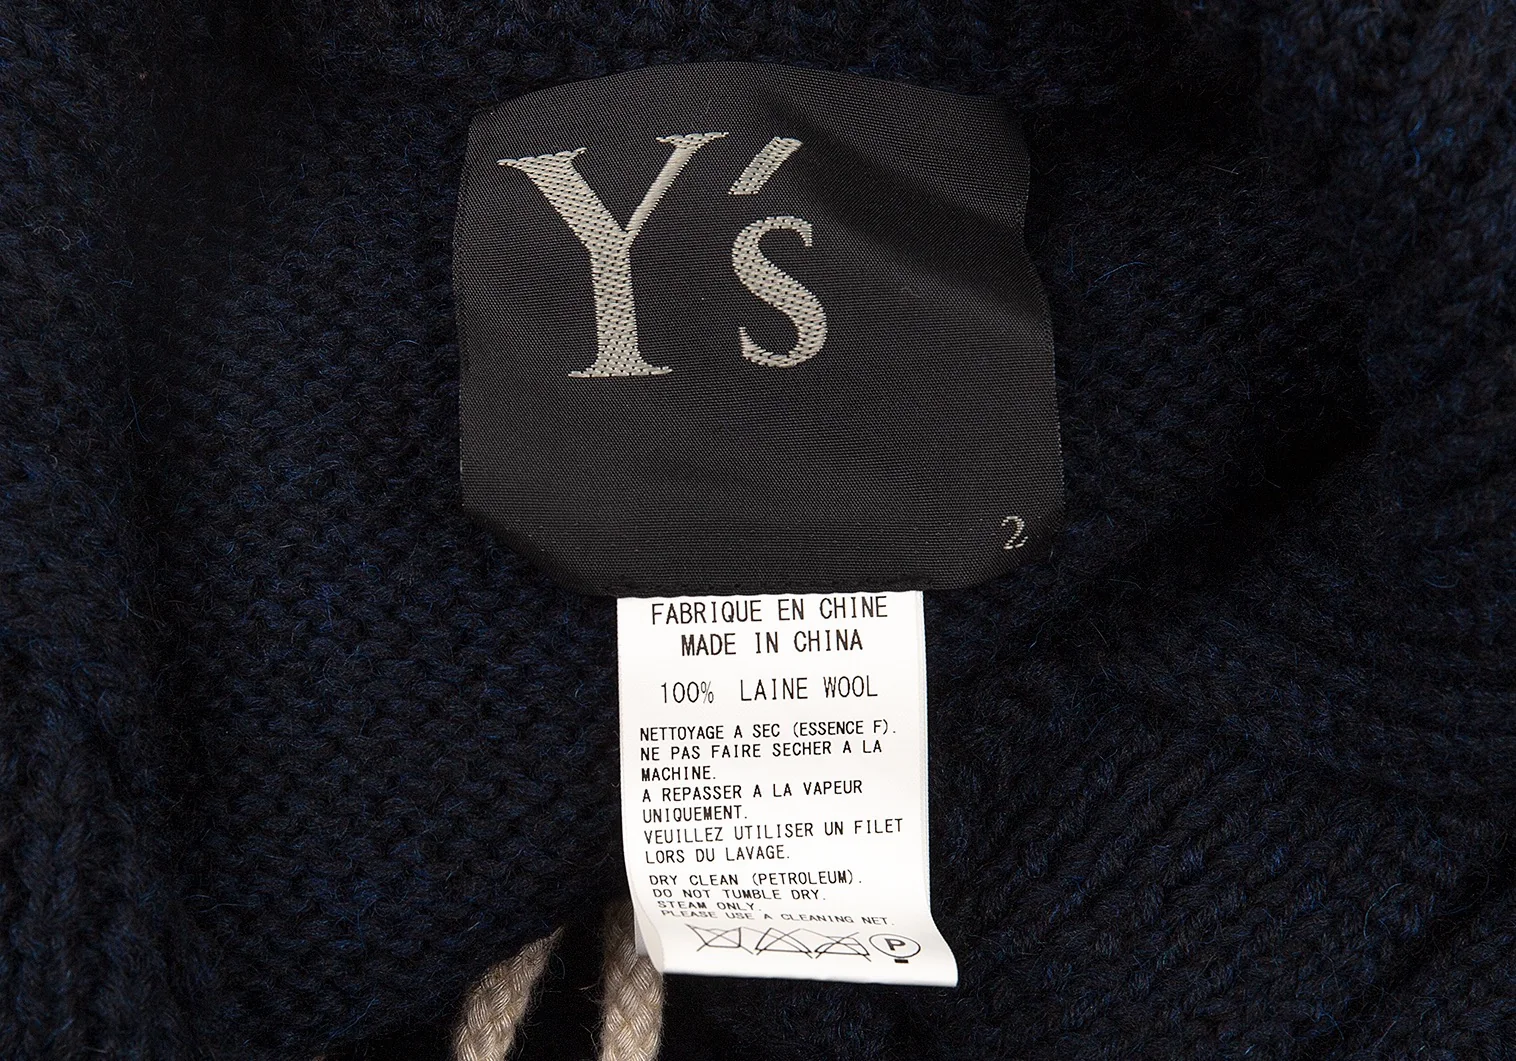 Y's
2
FABRIQUE EN CHINE
MADE IN CHINA
100% LAINE WOOL
NETTOYAGE A SEC (ESSENCE F).
NE PAS FAIRE SECHER A LA
MACHINE.
A REPASSER A LA VAPEUR
UNIQUEMENT.
VEUILLEZ UTILISER UN FILET
LORS DU LAVAGE.
DRY CLEAN (PETROLEUM).
DO NOT TUMBLE DRY.
STEAM ONLY.
PLEASE USE A CLEANING NET.
P